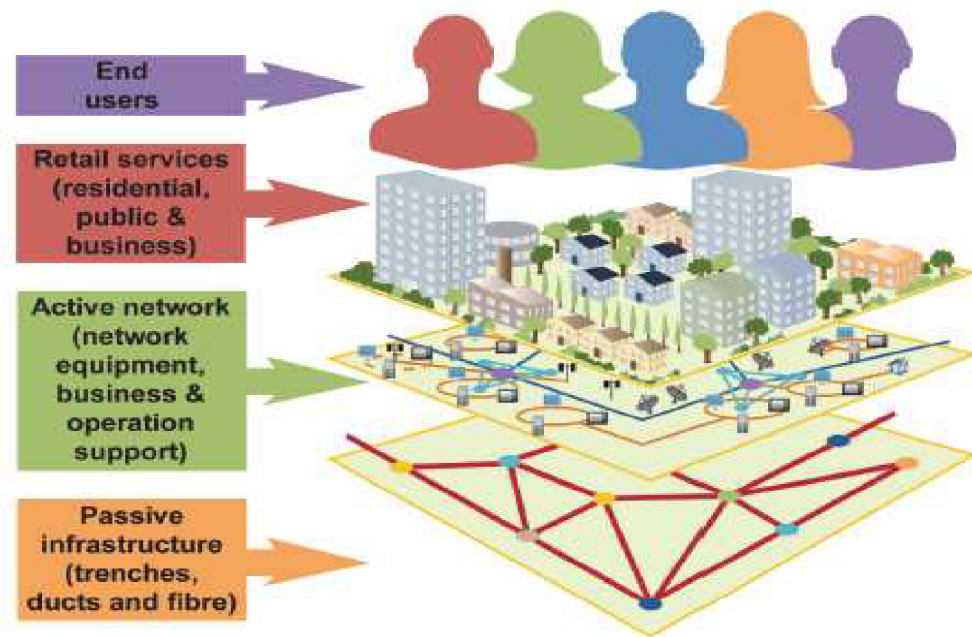 End
users
Retail services
(residential,
public &
business)
Active network
(network
equipment,
business &
operation
support)
Passive
infrastructure
(trenches,
ducts and fibre)